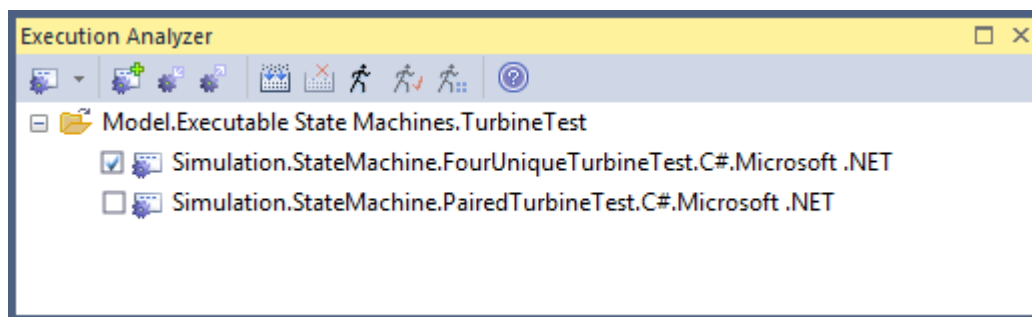 Execution Analyzer
Model.Executable State Machines.TurbineTest
Simulation.StateMachine.FourUniqueTurbineTest.C#.Microsoft .NET
Simulation.StateMachine.PairedTurbineTest.C#.Microsoft .NET